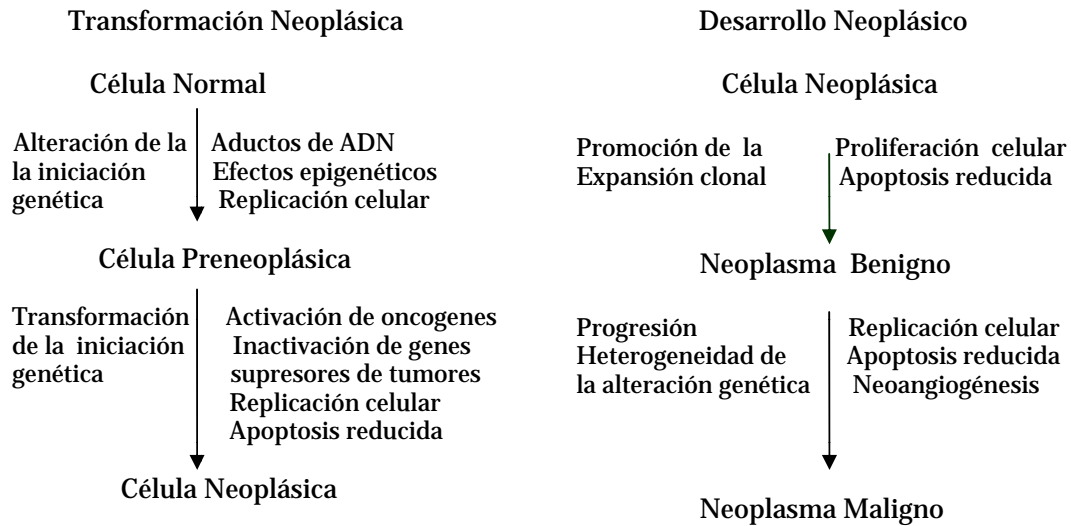 Transformación Neoplásica
Célula Normal
Alteración de la
la iniciación
genética
Aductos de ADN
Efectos epigenéticos
Replicación celular
Célula Preneoplásica
Transformación
de la iniciación
genética
Activación de oncogenes
Inactivación de genes
supresores de tumores
Replicación celular
Apoptosis reducida
Célula Neoplásica
Desarrollo Neoplásico
Célula Neoplásica
Promoción de la
Expansión clonal
Proliferación celular
Apoptosis reducida
Neoplasma Benigno
Progresión
Heterogeneidad de
la alteración genética
Replicación celular
Apoptosis reducida
Neoangiogénesis
Neoplasma Maligno